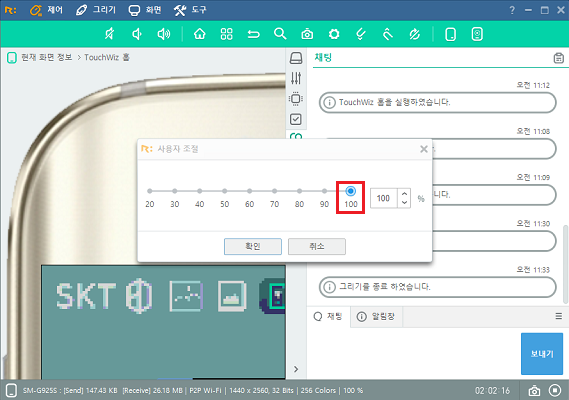 R: 제어 그리기 화면 도구
현재 화면 정보 > TouchWiz 홈
채팅
오전 11:12
TouchWiz 홈을 실행하였습니다.
오전 11:08
오전 11:09
니다.
오전 11:30
오전 11:33
그리기를 종료 하였습니다.
R: 사용자 조절
20 30 40 50 60 70 80 90 100
100 %
확인 취소
SKT
채팅 알림장
보내기
SM-G925S : [Send] 147.43 KB [Receive] 26.18 MB | P2P Wi-Fi | 1440 x 2560, 32 Bits | 256 Colors | 100 %
02:02:16